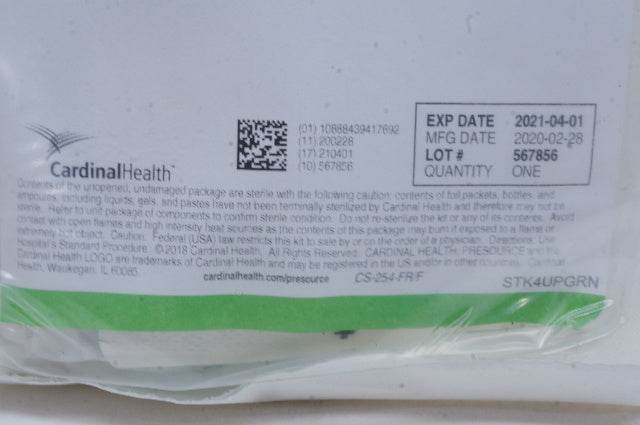 CardinalHealth™
(01) 10888439417692
(11) 200228
(17) 210401
(10) 567856
EXP DATE 2021-04-01
MFG DATE 2020-02-28
LOT # 567856
QUANTITY ONE
Contents of the unopened, undamaged package are sterile with the following caution: contents of foil packets, bottles, and
ampoules, including liquids, gels, and pastes have not been terminally sterilized by Cardinal Health and therefore may not be
sterile. Refer to unit package of components to confirm sterile condition. Do not re-sterilize the kit or any of its contents. Avoid
contact with open flames and high intensity heat sources as the contents of this package may burn if exposed to a flame or
extremely hot object. Caution: Federal (USA) law restricts this kit to sale by or on the order of a physician. Directions: Use
Hospital's Standard Procedure. ©2018 Cardinal Health. All Rights Reserved. CARDINAL HEALTH, PRESOURCE and the
Cardinal Health LOGO are trademarks of Cardinal Health and may be registered in the US and/or in other countries. Cardinal
Health, Waukegan, IL 60085.
cardinalhealth.com/presource
CS-254-FR/F
STK4UPGRN